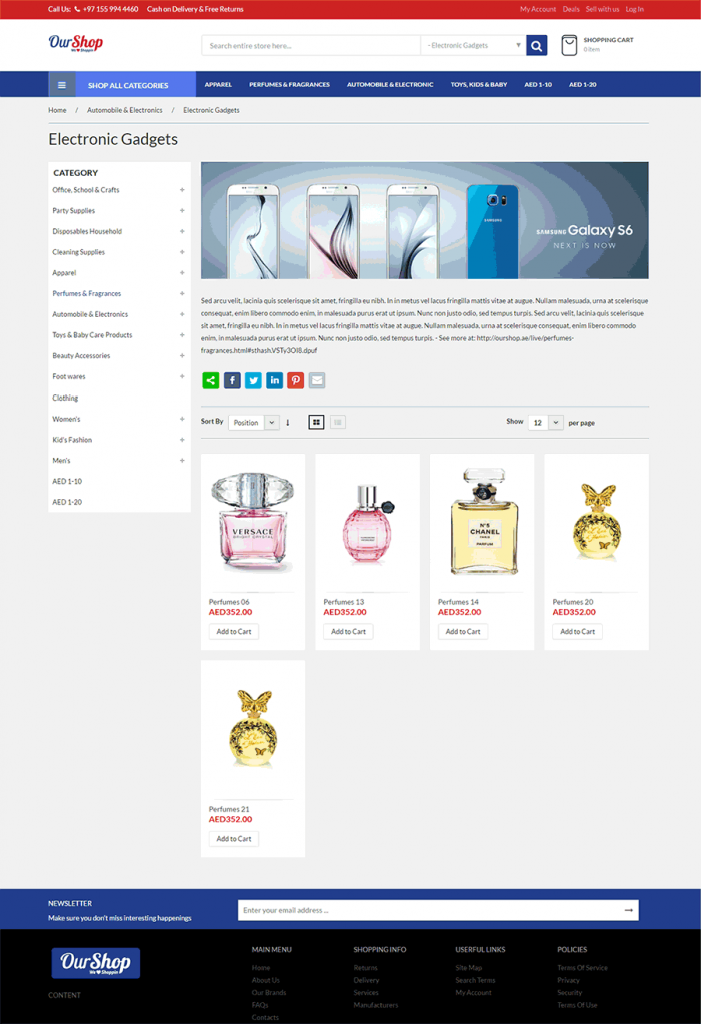 Call Us: +97 155 994 4460 Cash on Delivery & Free Returns My Account Deals Sell with us Log In
OurShop
We Shoppin
Search entire store here...
- Electronic Gadgets
SHOPPING CART
0 item
SHOP ALL CATEGORIES APPAREL PERFUMES & FRAGRANCES AUTOMOBILE & ELECTRONIC TOYS, KIDS & BABY AED 1-10 AED 1-20
Home / Automobile & Electronics / Electronic Gadgets
Electronic Gadgets
CATEGORY
Office, School & Crafts +
Party Supplies +
Disposables Household +
Cleaning Supplies +
Apparel +
Perfumes & Fragrances +
Automobile & Electronics +
Toys & Baby Care Products +
Beauty Accessories +
Foot wares +
Clothing
Women's +
Kid's Fashion +
Men's +
AED 1-10
AED 1-20
SAMSUNG
SAMSUNG Galaxy S6
NEXT IS NOW
Sed arcu velit, lacinia quis scelerisque sit amet, fringilla eu nibh. In in metus vel lacus fringilla mattis vitae at augue. Nullam malesuada, urna at scelerisque
consequat, enim libero commodo enim, in malesuada purus erat ut ipsum. Nunc non justo odio, sed tempus turpis. Sed arcu velit, lacinia quis scelerisque
sit amet, fringilla eu nibh. In in metus vel lacus fringilla mattis vitae at augue. Nullam malesuada, urna at scelerisque consequat, enim libero commodo
enim, in malesuada purus erat ut ipsum. Nunc non justo odio, sed tempus turpis. - See more at: http://ourshop.ae/live/perfumes-
fragrances.html#sthash.VSTy3OI8.dpuf
Sort By Position Show 12 per page
VERSACE
BRIGHT CRYSTAL
N°5
CHANEL
PARIS
PARFUM
Perfumes 06 Perfumes 13 Perfumes 14 Perfumes 20
AED352.00 AED352.00 AED352.00 AED352.00
Add to Cart Add to Cart Add to Cart Add to Cart
Perfumes 21
AED352.00
Add to Cart
NEWSLETTER
Make sure you don't miss interesting happenings
Enter your email address ...
OurShop
We Shoppin
CONTENT
MAIN MENU
Home
About Us
Our Brands
FAQs
Contacts
SHOPPING INFO
Returns
Delivery
Services
Manufacturers
USERFUL LINKS
Site Map
Search Terms
My Account
POLICIES
Terms Of Service
Privacy
Security
Terms Of Use